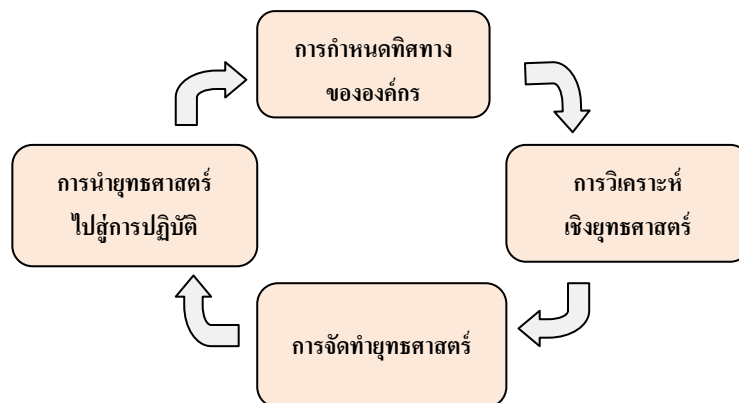 การกำหนดทิศทาง
ขององค์กร
การวิเคราะห์
เชิงยุทธศาสตร์
การจัดทำยุทธศาสตร์
การนำยุทธศาสตร์
ไปสู่การปฏิบัติ